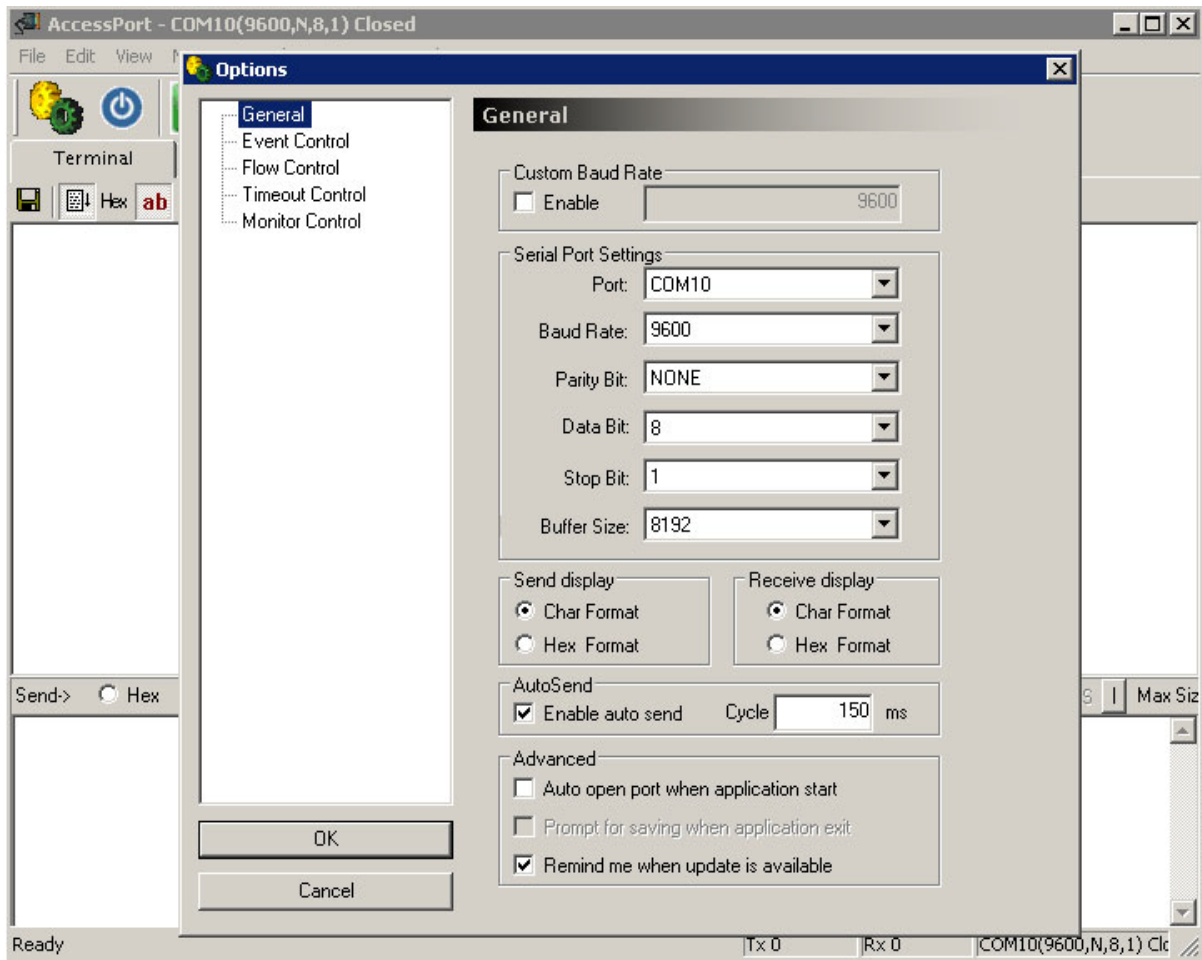 AccessPort - COM10(9600,N,8,1) Closed
File Edit View
Options
Terminal
Hex ab
General
Event Control
Flow Control
Timeout Control
Monitor Control
OK
Cancel
General
Custom Baud Rate
Enable 9600
Serial Port Settings
Port: COM10
Baud Rate: 9600
Parity Bit: NONE
Data Bit: 8
Stop Bit: 1
Buffer Size: 8192
Send display
Char Format
Hex Format
Receive display
Char Format
Hex Format
AutoSend
Enable auto send Cycle 150 ms
Advanced
Auto open port when application start
Prompt for saving when application exit
Remind me when update is available
Send-> Hex
Max Siz
Ready Tx 0 Rx 0 COM10(9600,N,8,1) Clo